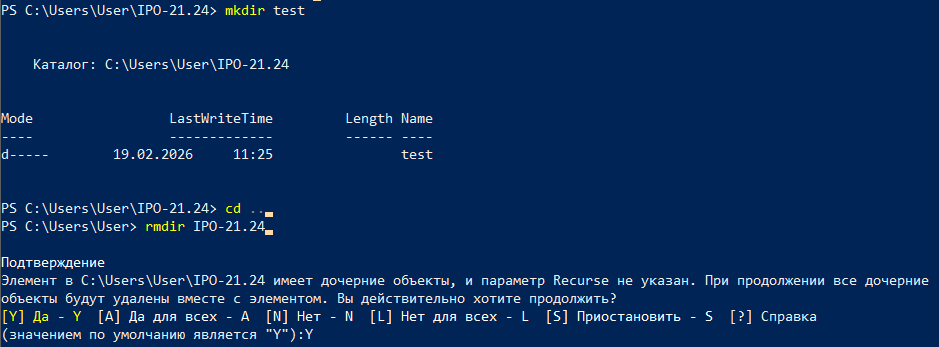 PS C:\Users\User\IPO-21.24> mkdir test
Каталог: C:\Users\User\IPO-21.24
Mode LastWriteTime Length Name
---- ------------- ------ ----
d----- 19.02.2026 11:25 test
PS C:\Users\User\IPO-21.24> cd ..
PS C:\Users\User> rmdir IPO-21.24
Подтверждение
Элемент в C:\Users\User\IPO-21.24 имеет дочерние объекты, и параметр Recurse не указан. При продолжении все дочерние
объекты будут удалены вместе с элементом. Вы действительно хотите продолжить?
[Y] Да - Y [A] Да для всех - A [N] Нет - N [L] Нет для всех - L [S] Приостановить - S [?] Справка
(значением по умолчанию является "Y"):Y